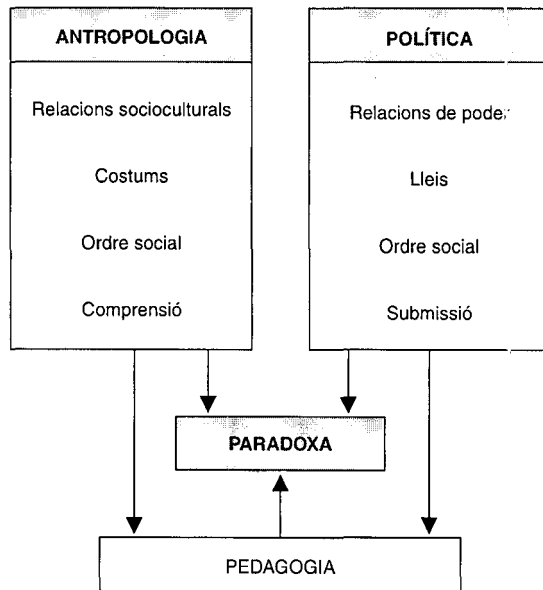 ANTROPOLOGIA
Relacions socioculturals
Costums
Ordre social
Comprensió
POLÍTICA
Relacions de poder
Lleis
Ordre social
Submissió
PARADOXA
PEDAGOGIA